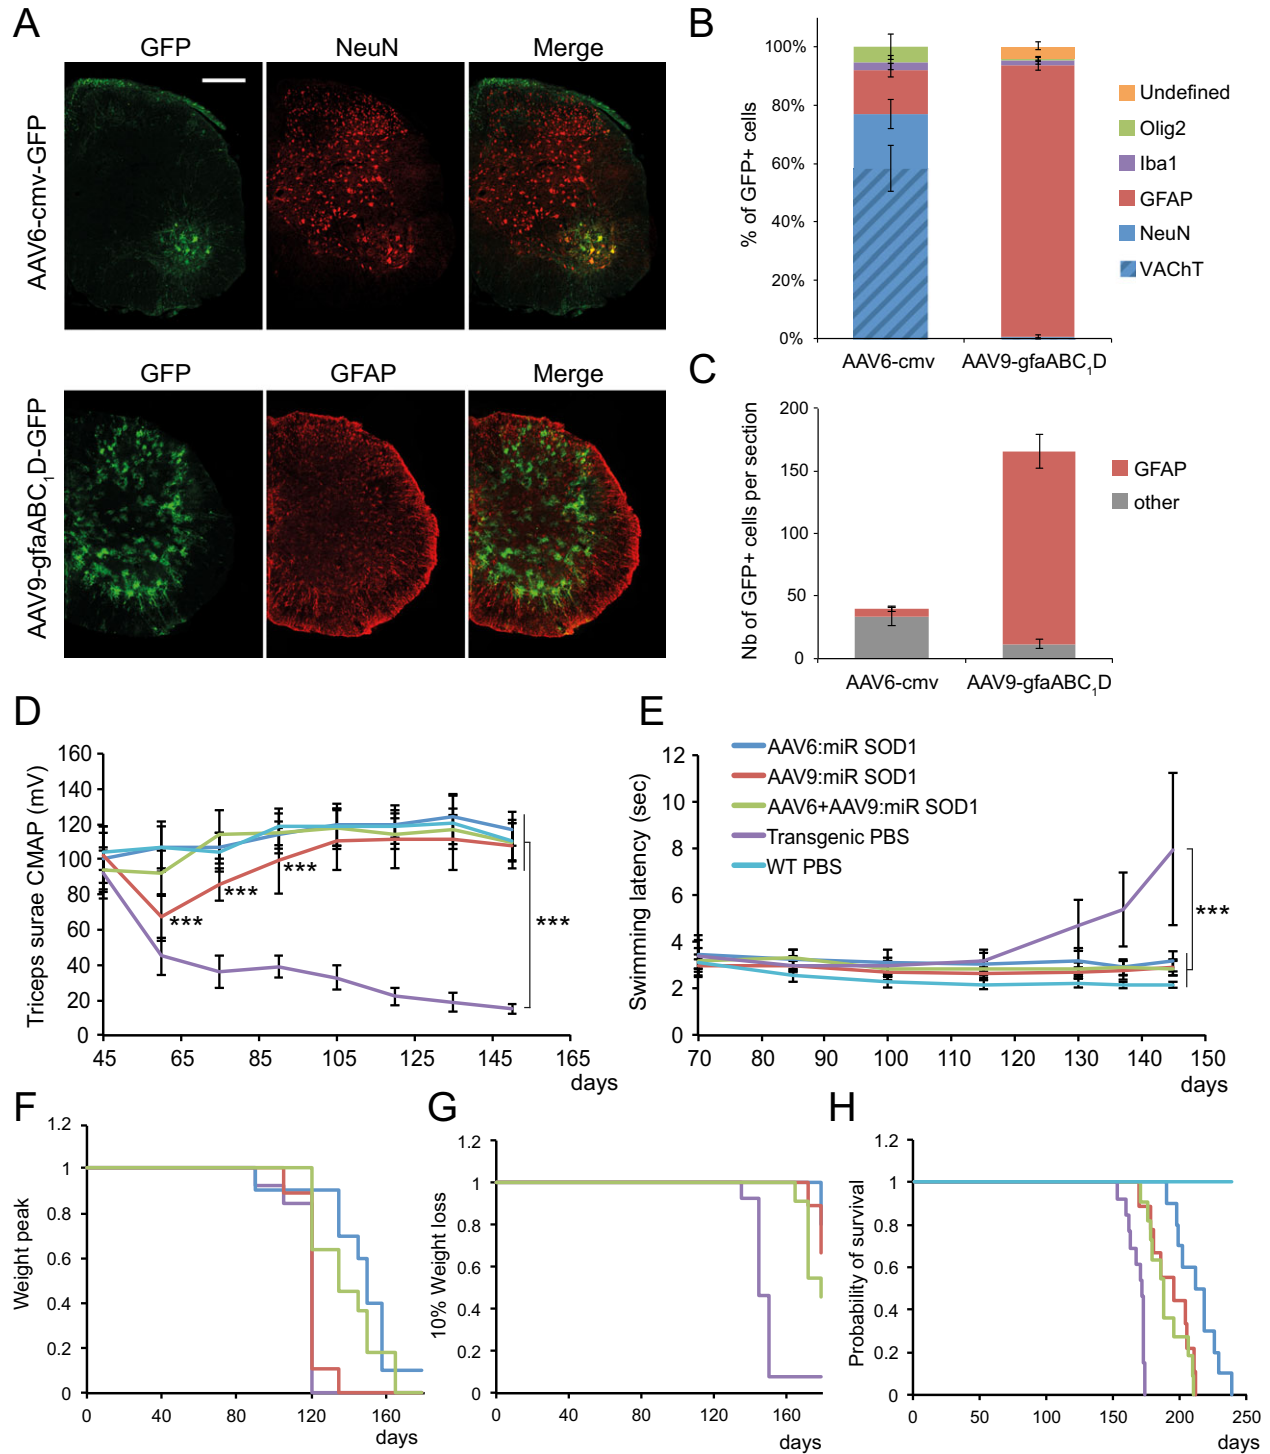 A
GFP NeuN Merge
AAV6-cmv-GFP
GFP GFAP Merge
AAV9-gfaABC₁D-GFP
B
100%
80%
60%
40%
20%
0%
% of GFP+ cells
AAV6-cmv AAV9-gfaABC₁D
Undefined
Olig2
Iba1
GFAP
NeuN
VAChT
C
200
150
100
50
0
Nb of GFP+ cells per section
AAV6-cmv AAV9-gfaABC₁D
GFAP
other
D
160
140
120
100
80
60
40
20
0
Triceps surae CMAP (mV)
***
***
***
***
45 65 85 105 125 145 165
days
E
12
10
8
6
4
2
0
Swimming latency (sec)
AAV6:miR SOD1
AAV9:miR SOD1
AAV6+AAV9:miR SOD1
Transgenic PBS
WT PBS
***
70 80 90 100 110 120 130 140 150
days
F
1.2
1
0.8
0.6
0.4
0.2
0
Weight peak
0 40 80 120 160
days
G
1.2
1
0.8
0.6
0.4
0.2
0
10% Weight loss
0 40 80 120 160
days
H
1.2
1
0.8
0.6
0.4
0.2
0
Probability of survival
0 50 100 150 200 250
days